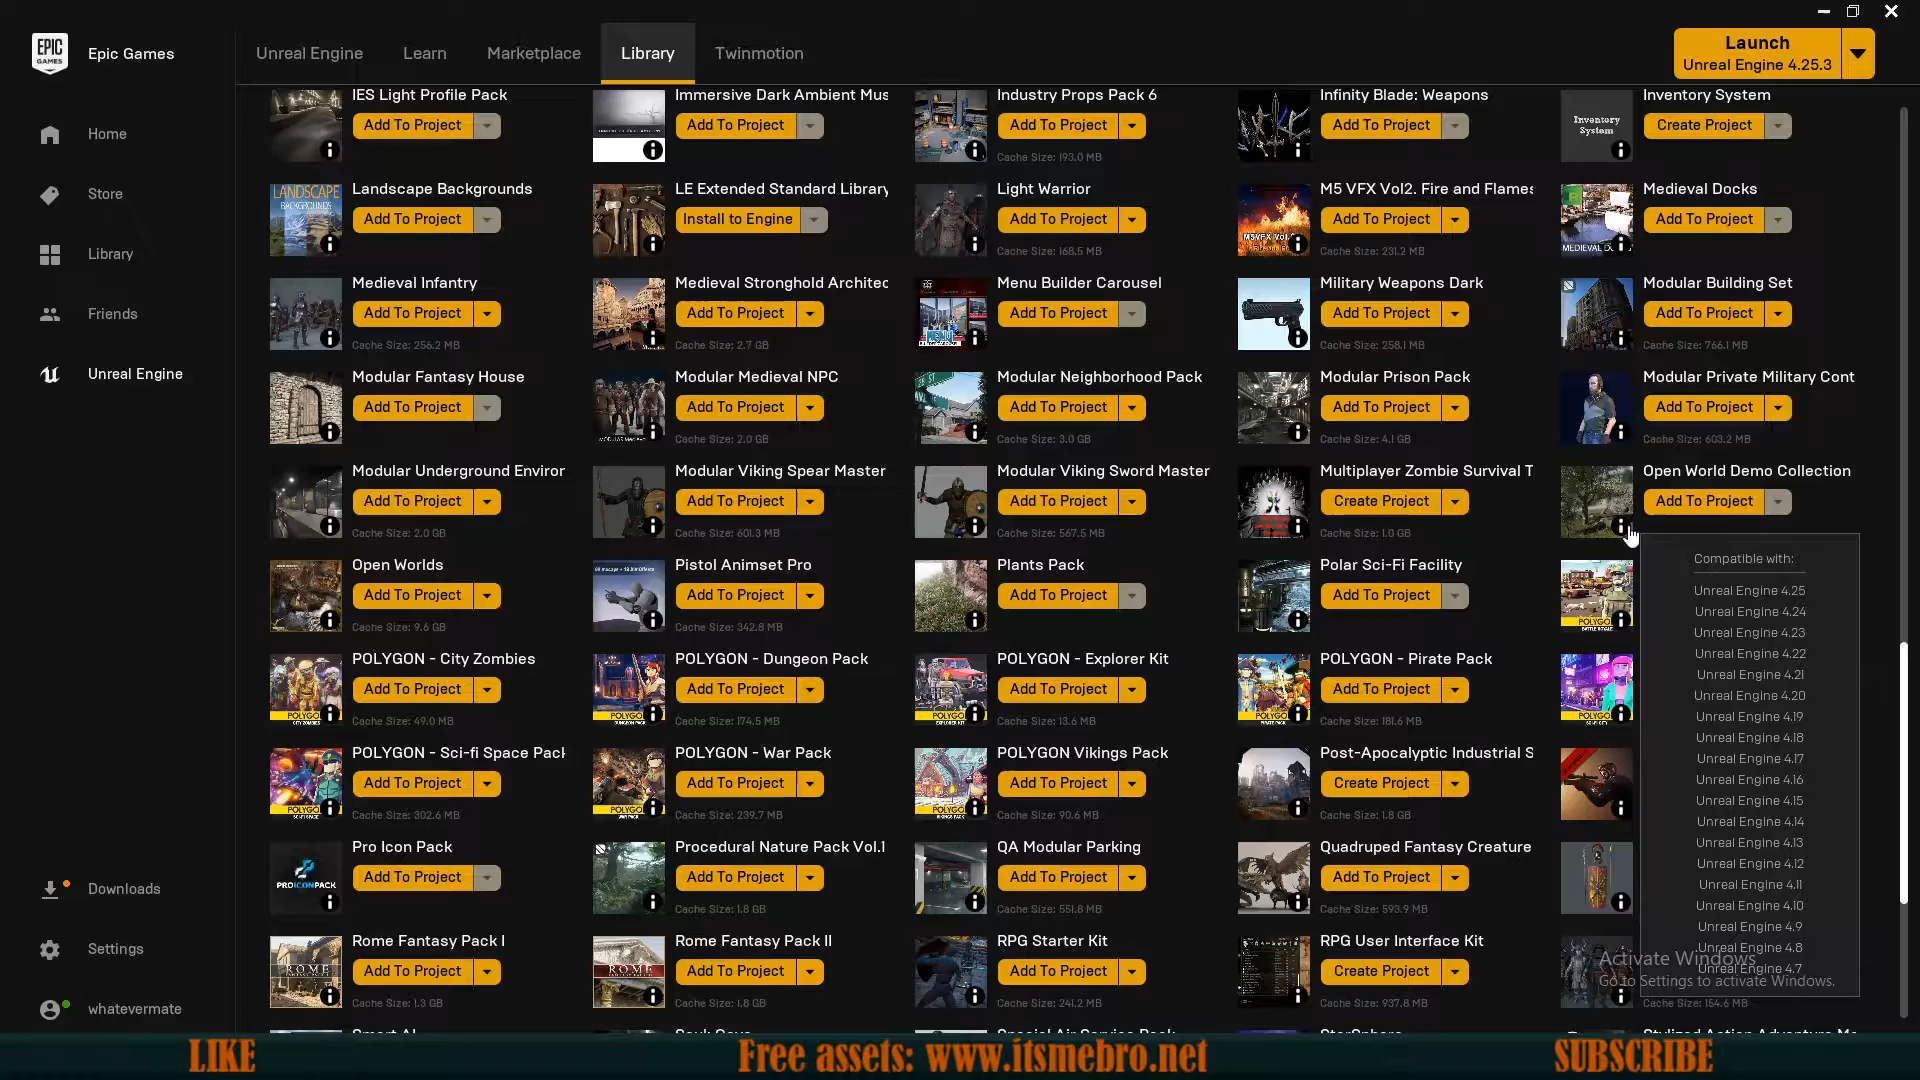 EPIC GAMES
Epic Games
Unreal Engine
Learn
Marketplace
Library
Twinmotion
Launch
Unreal Engine 4.25.3
Home
Store
Library
Friends
Unreal Engine
Downloads
Settings
whatevermate
IES Light Profile Pack
Add To Project
Immersive Dark Ambient Mus
Add To Project
Industry Props Pack 6
Add To Project
Cache Size: 193.0 MB
Infinity Blade: Weapons
Add To Project
Inventory System
Inventory System
Create Project
LANDSCAPE
BACKGROUNDS
Landscape Backgrounds
Add To Project
LE Extended Standard Library
Install to Engine
Light Warrior
Add To Project
Cache Size: 168.5 MB
M5VFX Vol
M5 VFX Vol2. Fire and Flames
Add To Project
Cache Size: 231.2 MB
Medieval Docks
Add To Project
Medieval Infantry
Add To Project
Cache Size: 256.2 MB
Medieval Stronghold Architec
Add To Project
Cache Size: 2.7 GB
Menu Builder Carousel
Add To Project
Military Weapons Dark
Add To Project
Cache Size: 258.1 MB
Modular Building Set
Add To Project
Cache Size: 766.1 MB
Modular Fantasy House
Add To Project
Modular Medieval NPC
Add To Project
Cache Size: 2.0 GB
Modular Neighborhood Pack
Add To Project
Cache Size: 3.0 GB
Modular Prison Pack
Add To Project
Cache Size: 4.1 GB
Modular Private Military Cont
Add To Project
Cache Size: 603.2 MB
Modular Underground Enviror
Add To Project
Cache Size: 2.0 GB
Modular Viking Spear Master
Add To Project
Cache Size: 601.3 MB
Modular Viking Sword Master
Add To Project
Cache Size: 567.5 MB
Multiplayer Zombie Survival T
Create Project
Cache Size: 1.0 GB
Open World Demo Collection
Add To Project
Compatible with:
Unreal Engine 4.25
Unreal Engine 4.24
Unreal Engine 4.23
Unreal Engine 4.22
Unreal Engine 4.21
Unreal Engine 4.20
Unreal Engine 4.19
Unreal Engine 4.18
Unreal Engine 4.17
Unreal Engine 4.16
Unreal Engine 4.15
Unreal Engine 4.14
Unreal Engine 4.13
Unreal Engine 4.12
Unreal Engine 4.11
Unreal Engine 4.10
Unreal Engine 4.9
Unreal Engine 4.8
Unreal Engine 4.7
Open Worlds
Add To Project
Cache Size: 9.6 GB
Pistol Animset Pro
Add To Project
Cache Size: 342.8 MB
Plants Pack
Add To Project
Polar Sci-Fi Facility
Add To Project
POLYGON - City Zombies
Add To Project
Cache Size: 49.0 MB
POLYGON - Dungeon Pack
Add To Project
Cache Size: 174.5 MB
POLYGON - Explorer Kit
Add To Project
Cache Size: 13.6 MB
POLYGON - Pirate Pack
Add To Project
Cache Size: 181.6 MB
POLYGON - Sci-fi Space Pack
Add To Project
Cache Size: 302.6 MB
POLYGON - War Pack
Add To Project
Cache Size: 239.7 MB
POLYGON Vikings Pack
Add To Project
Cache Size: 90.6 MB
Post-Apocalyptic Industrial S
Create Project
Cache Size: 1.8 GB
PROICONPACK
Pro Icon Pack
Add To Project
Procedural Nature Pack Vol.1
Add To Project
Cache Size: 1.8 GB
QA Modular Parking
Add To Project
Cache Size: 551.8 MB
Quadruped Fantasy Creature
Add To Project
Cache Size: 593.9 MB
ROME
Rome Fantasy Pack I
Add To Project
Cache Size: 1.3 GB
ROME
Rome Fantasy Pack II
Add To Project
Cache Size: 1.8 GB
RPG Starter Kit
Add To Project
Cache Size: 241.2 MB
RPG User Interface Kit
Create Project
Cache Size: 937.8 MB
Cache Size: 154.6 MB
Activate Windows
Go to Settings to activate Windows.
LIKE
Free assets: www.itsmebro.net
SUBSCRIBE